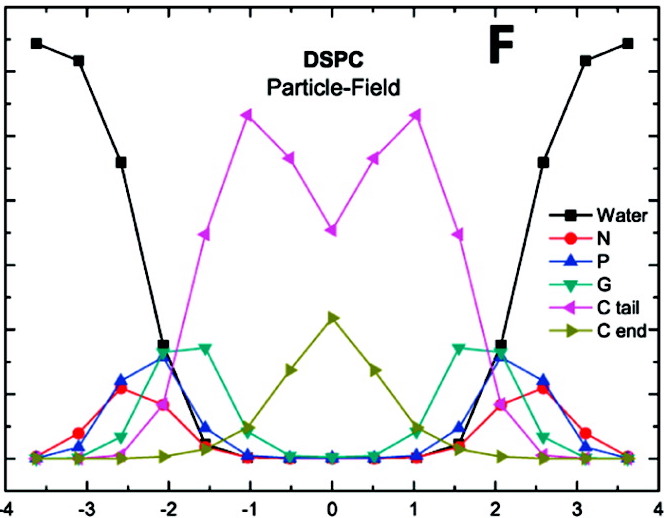 F
DSPC
Particle-Field
Water
N
P
G
C tail
C end
-4 -3 -2 -1 0 1 2 3 4